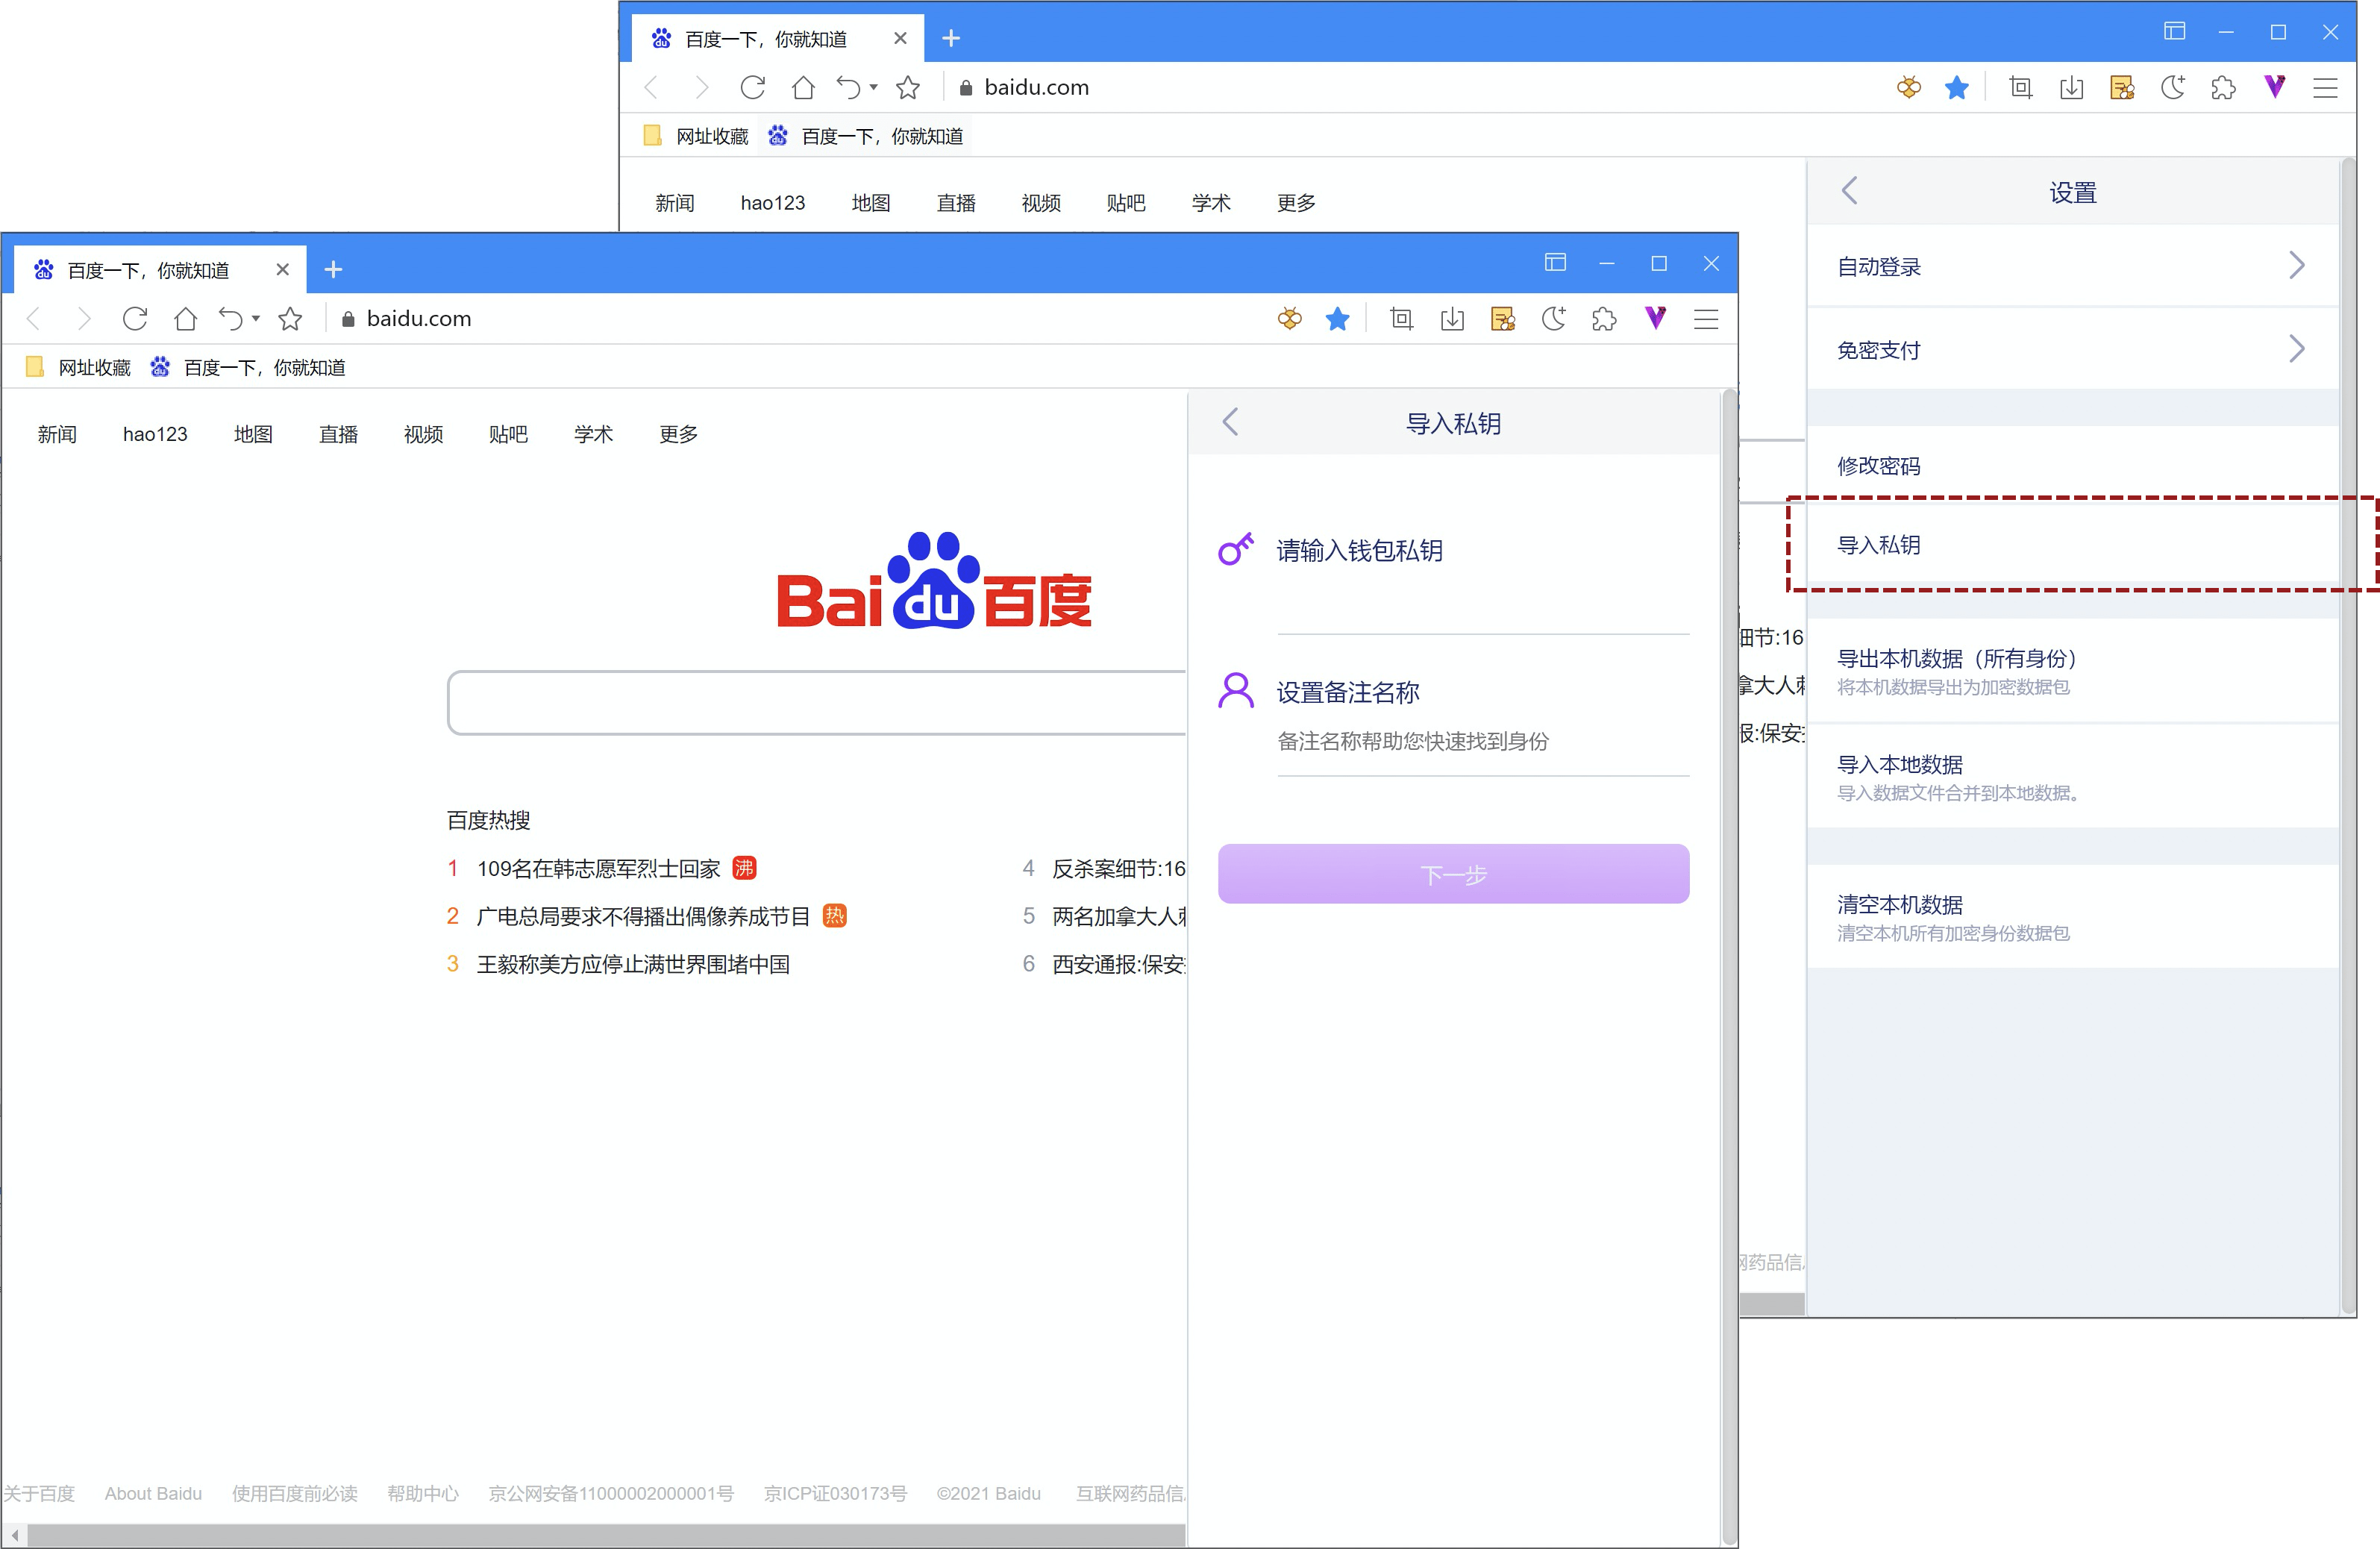 百度一下，你就知道
baidu.com
网址收藏 百度一下，你就知道
新闻 hao123 地图 直播 视频 贴吧 学术 更多
设置
自动登录
免密支付
修改密码
导入私钥
导出本机数据（所有身份）
将本机数据导出为加密数据包
导入本地数据
导入数据文件合并到本地数据。
清空本机数据
清空本机所有加密身份数据包
细节:16
拿大人刺
报:保安
网药品信
百度一下，你就知道
baidu.com
网址收藏 百度一下，你就知道
新闻 hao123 地图 直播 视频 贴吧 学术 更多
Bai du 百度
百度热搜
1 109名在韩志愿军烈士回家 沸
2 广电总局要求不得播出偶像养成节目 热
3 王毅称美方应停止满世界围堵中国
4 反杀案细节:16
5 两名加拿大人刺
6 西安通报:保安
导入私钥
请输入钱包私钥
设置备注名称
备注名称帮助您快速找到身份
下一步
关于百度 About Baidu 使用百度前必读 帮助中心 京公网安备11000002000001号 京ICP证030173号 ©2021 Baidu 互联网药品信